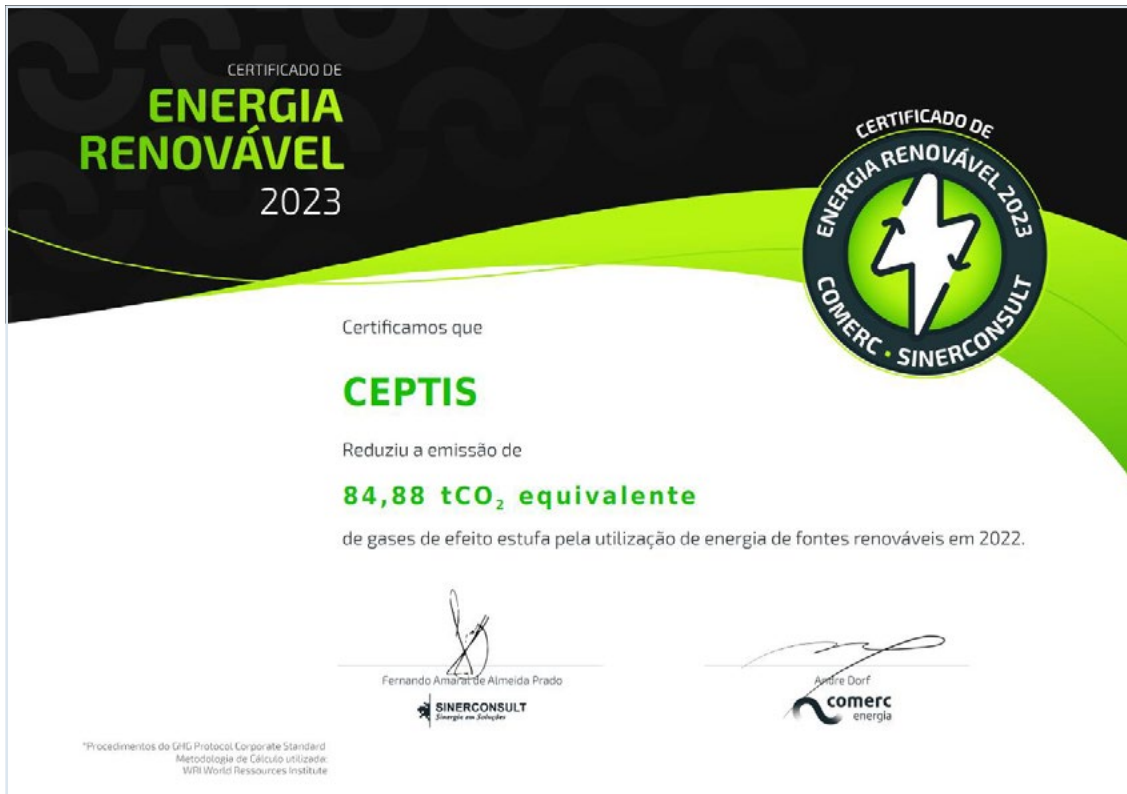 CERTIFICADO DE
ENERGIA
RENOVÁVEL
2023
CERTIFICADO DE
ENERGIA RENOVÁVEL 2023
COMERC · SINERCONSULT
Certificamos que
CEPTIS
Reduziu a emissão de
84,88 tCO₂ equivalente
de gases de efeito estufa pela utilização de energia de fontes renováveis em 2022.
Fernando Amaral de Almeida Prado
SINERCONSULT
Sinergia em Soluções
Andre Dorf
comerc
energia
*Procedimentos do GHG Protocol Corporate Standard
Metodologia de Cálculo utilizada:
WRI World Ressources Institute